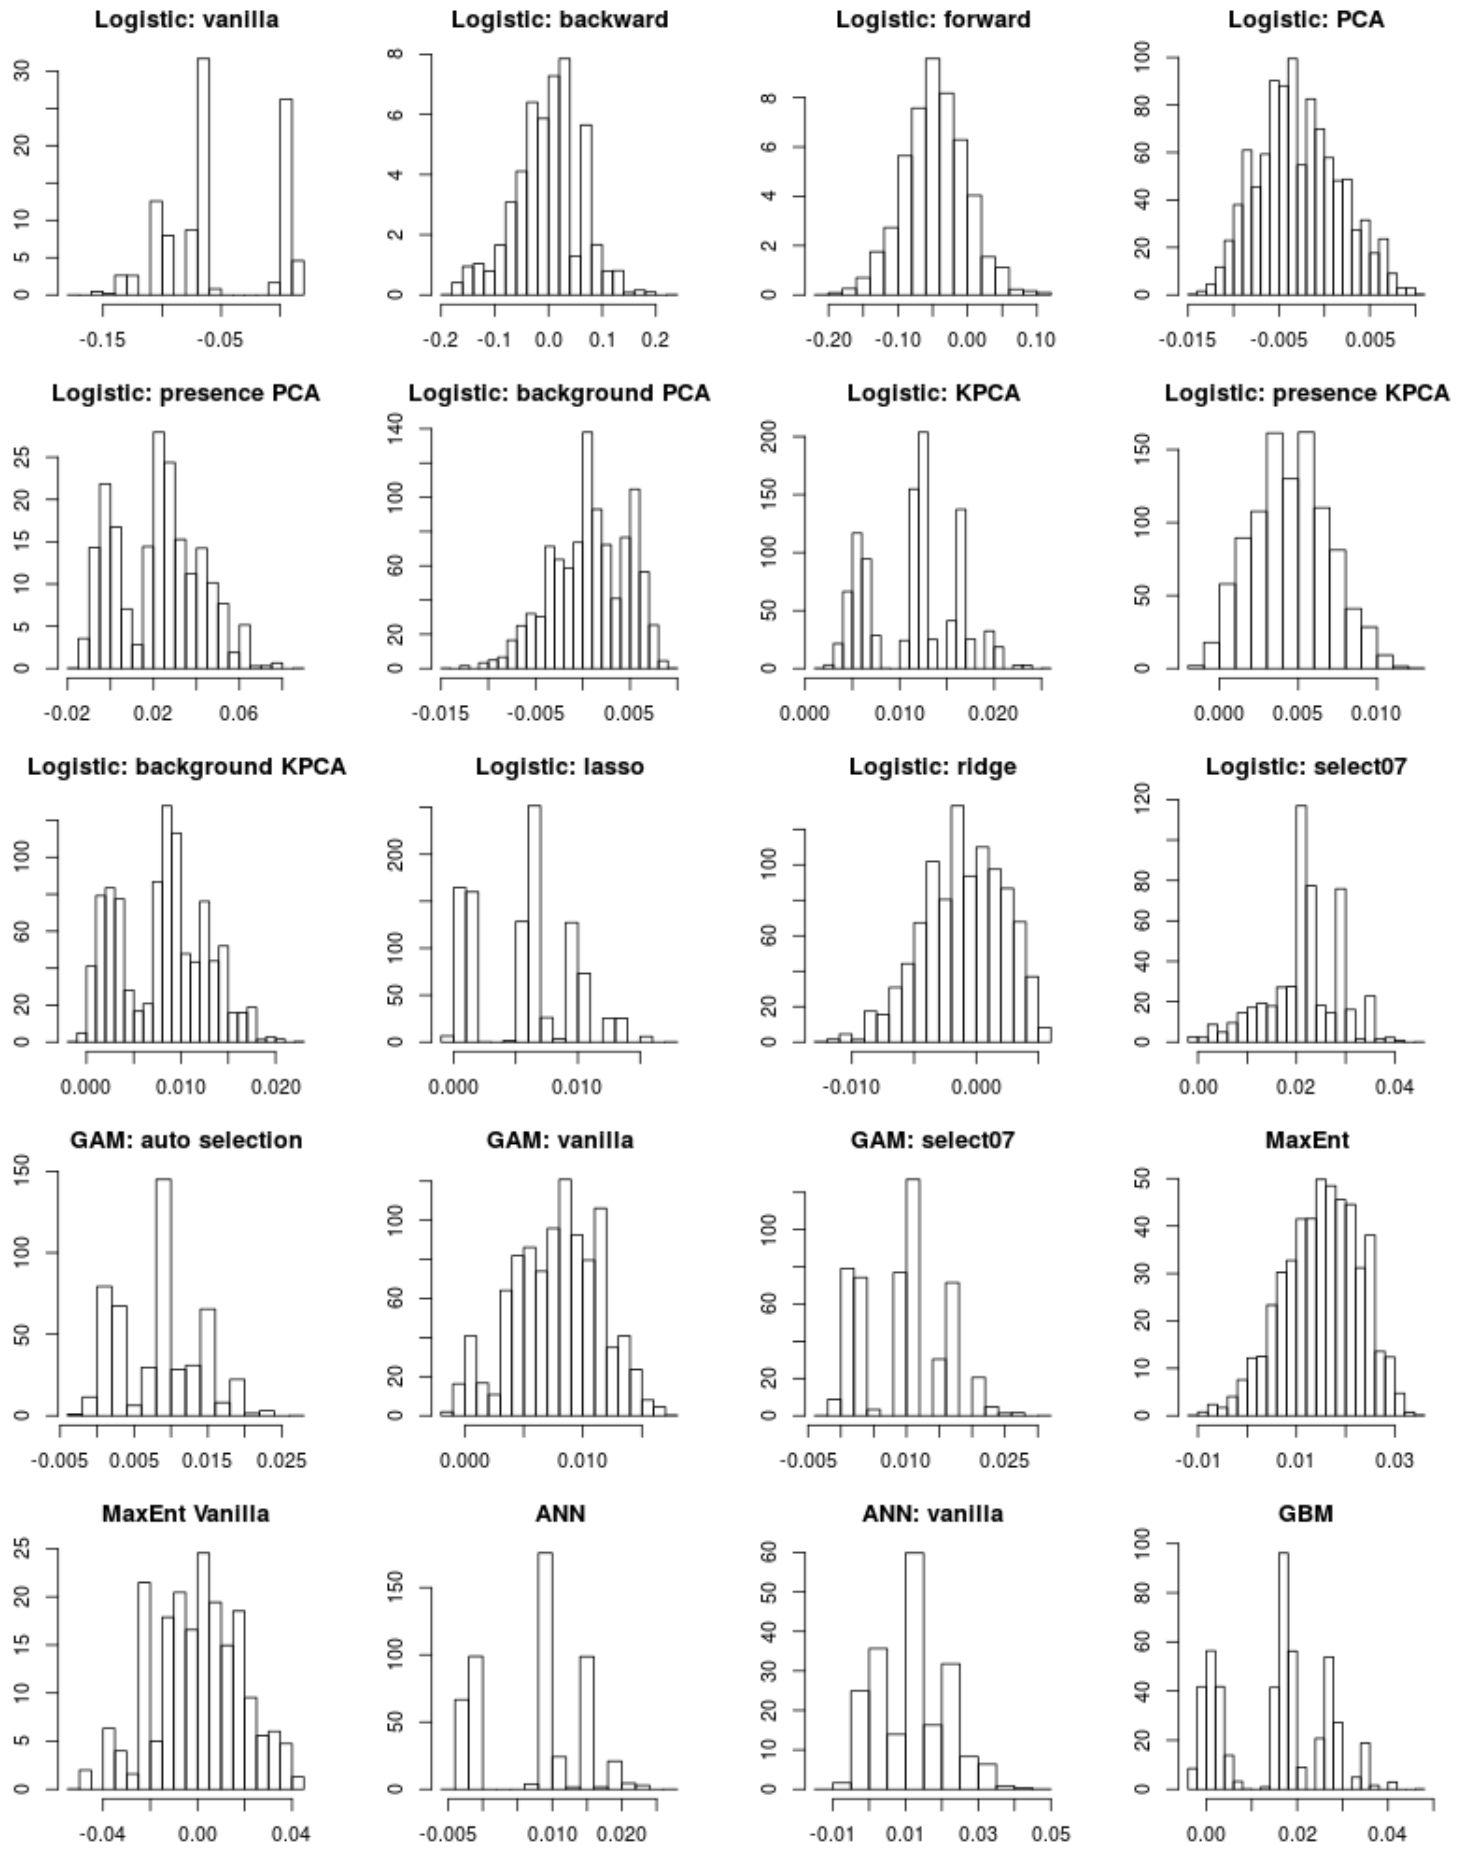 Logistic: vanilla Logistic: backward Logistic: forward Logistic: PCA
30 20 10 5 0
8 6 4 2 0
8 6 4 2 0
100 80 60 40 20 0
-0.15 -0.05 -0.2 -0.1 0.0 0.1 0.2 -0.20 -0.10 0.00 0.10 -0.015 -0.005 0.005
Logistic: presence PCA Logistic: background PCA Logistic: KPCA Logistic: presence KPCA
25 20 15 10 5 0
140 100 60 20 0
200 150 100 50 0
150 100 50 0
-0.02 0.02 0.06 -0.015 -0.005 0.005 0.000 0.010 0.020 0.000 0.005 0.010
Logistic: background KPCA Logistic: lasso Logistic: ridge Logistic: select07
100 60 20 0
200 100 50 0
100 60 20 0
120 80 60 40 20 0
0.000 0.010 0.020 0.000 0.010 -0.010 0.000 0.00 0.02 0.04
GAM: auto selection GAM: vanilla GAM: select07 MaxEnt
150 100 50 0
100 60 20 0
100 60 20 0
50 40 30 20 10 0
-0.005 0.005 0.015 0.025 0.000 0.010 -0.005 0.010 0.025 -0.01 0.01 0.03
MaxEnt Vanilla ANN ANN: vanilla GBM
25 20 15 10 5 0
150 100 50 0
60 50 40 30 20 10 0
100 80 60 40 20 0
-0.04 0.00 0.04 -0.005 0.010 0.020 -0.01 0.01 0.03 0.05 0.00 0.02 0.04